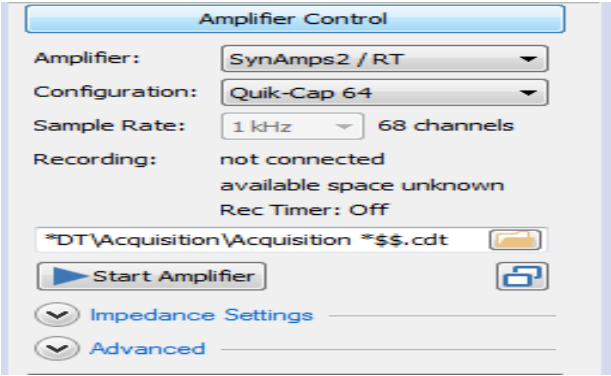 Amplifier Control
Amplifier: SynAmps2 / RT
Configuration: Quik-Cap 64
Sample Rate: 1 kHz 68 channels
Recording: not connected
available space unknown
Rec Timer: Off
*DT\Acquisition\Acquisition *$$.cdt
Start Amplifier
Impedance Settings
Advanced